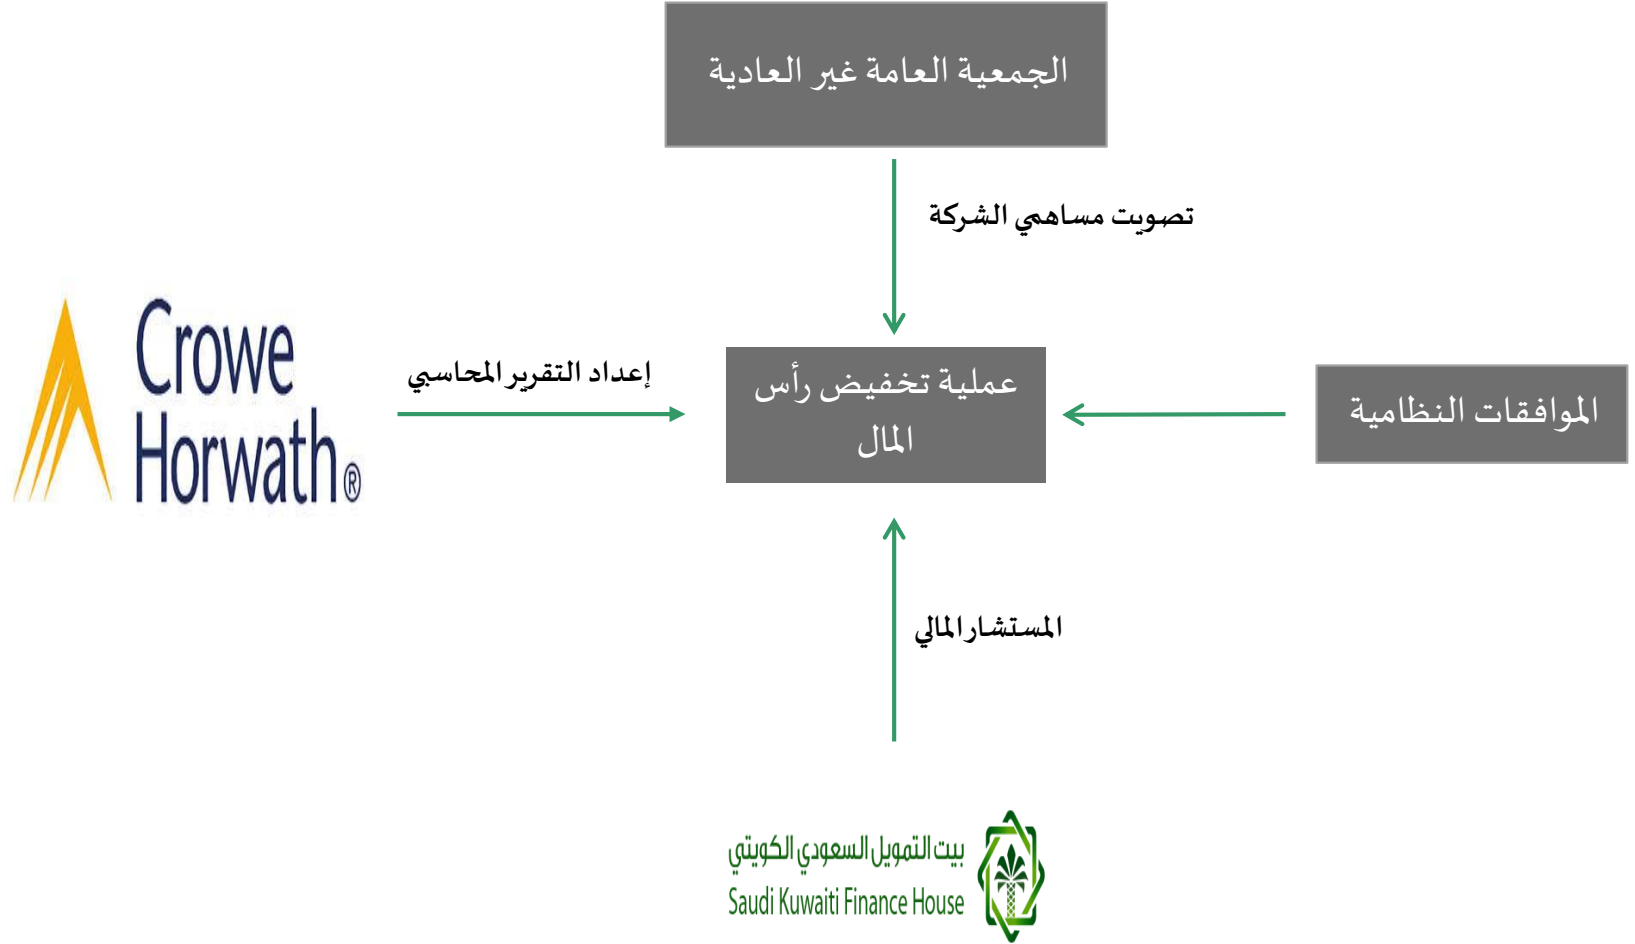 الجمعية العامة غير العادية
تصويت مساهمي الشركة
Crowe
Horwath®
إعداد التقرير المحاسبي
عملية تخفيض رأس
المال
الموافقات النظامية
المستشار المالي
بيت التمويل السعودي الكويتي
Saudi Kuwaiti Finance House